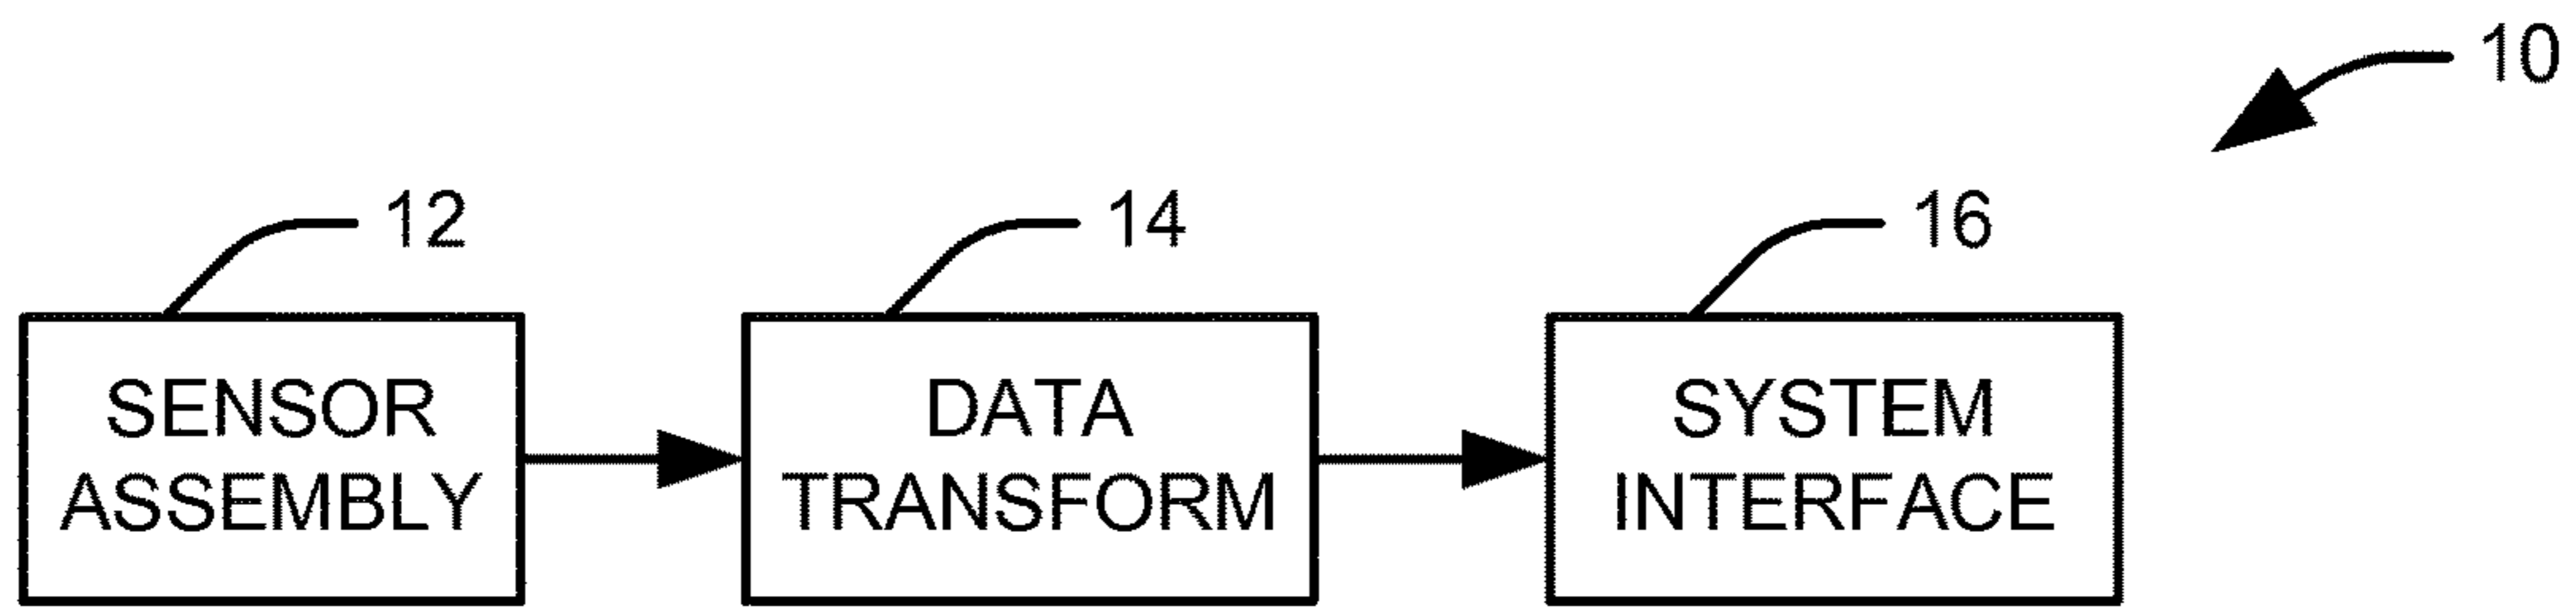 10
12
14
16
SENSOR
ASSEMBLY
DATA
TRANSFORM
SYSTEM
INTERFACE